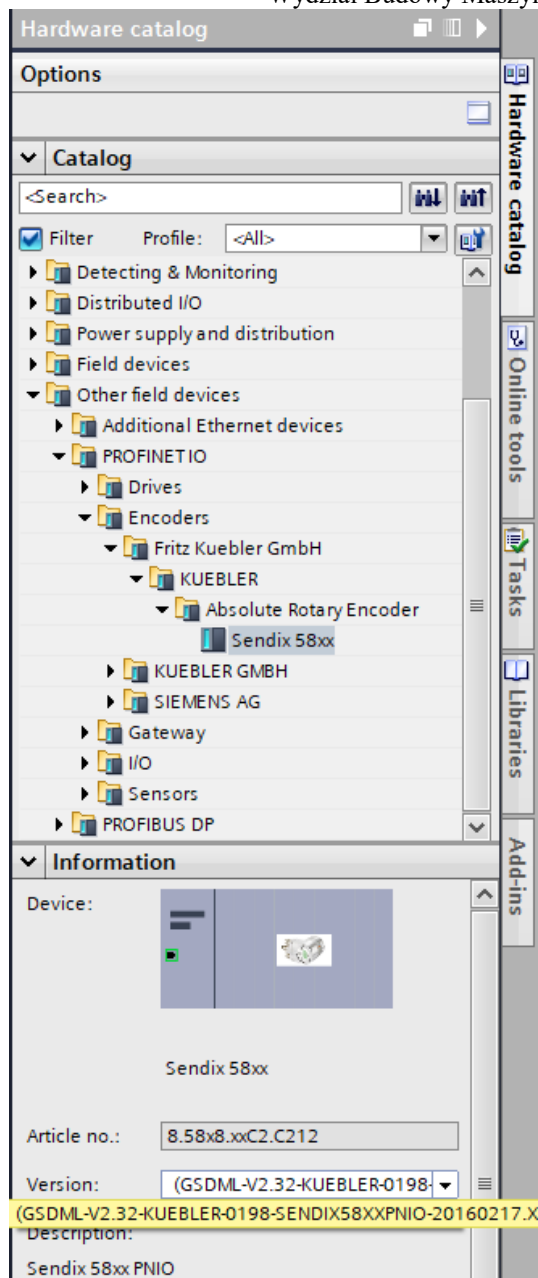 Wydział Budowy Maszyn
Hardware catalog
Options
Catalog
<Search>
Filter Profile: <All>
Detecting & Monitoring
Distributed I/O
Power supply and distribution
Field devices
Other field devices
Additional Ethernet devices
PROFINET IO
Drives
Encoders
Fritz Kuebler GmbH
KUEBLER
Absolute Rotary Encoder
Sendix 58xx
KUEBLER GMBH
SIEMENS AG
Gateway
I/O
Sensors
PROFIBUS DP
Information
Device:
Sendix 58xx
Article no.: 8.58x8.xxC2.C212
Version: (GSDML-V2.32-KUEBLER-0198-
(GSDML-V2.32-KUEBLER-0198-SENDIX58XXPNIO-20160217.X
Description:
Sendix 58xx PNIO
Hardware catalog
Online tools
Tasks
Libraries
Add-ins